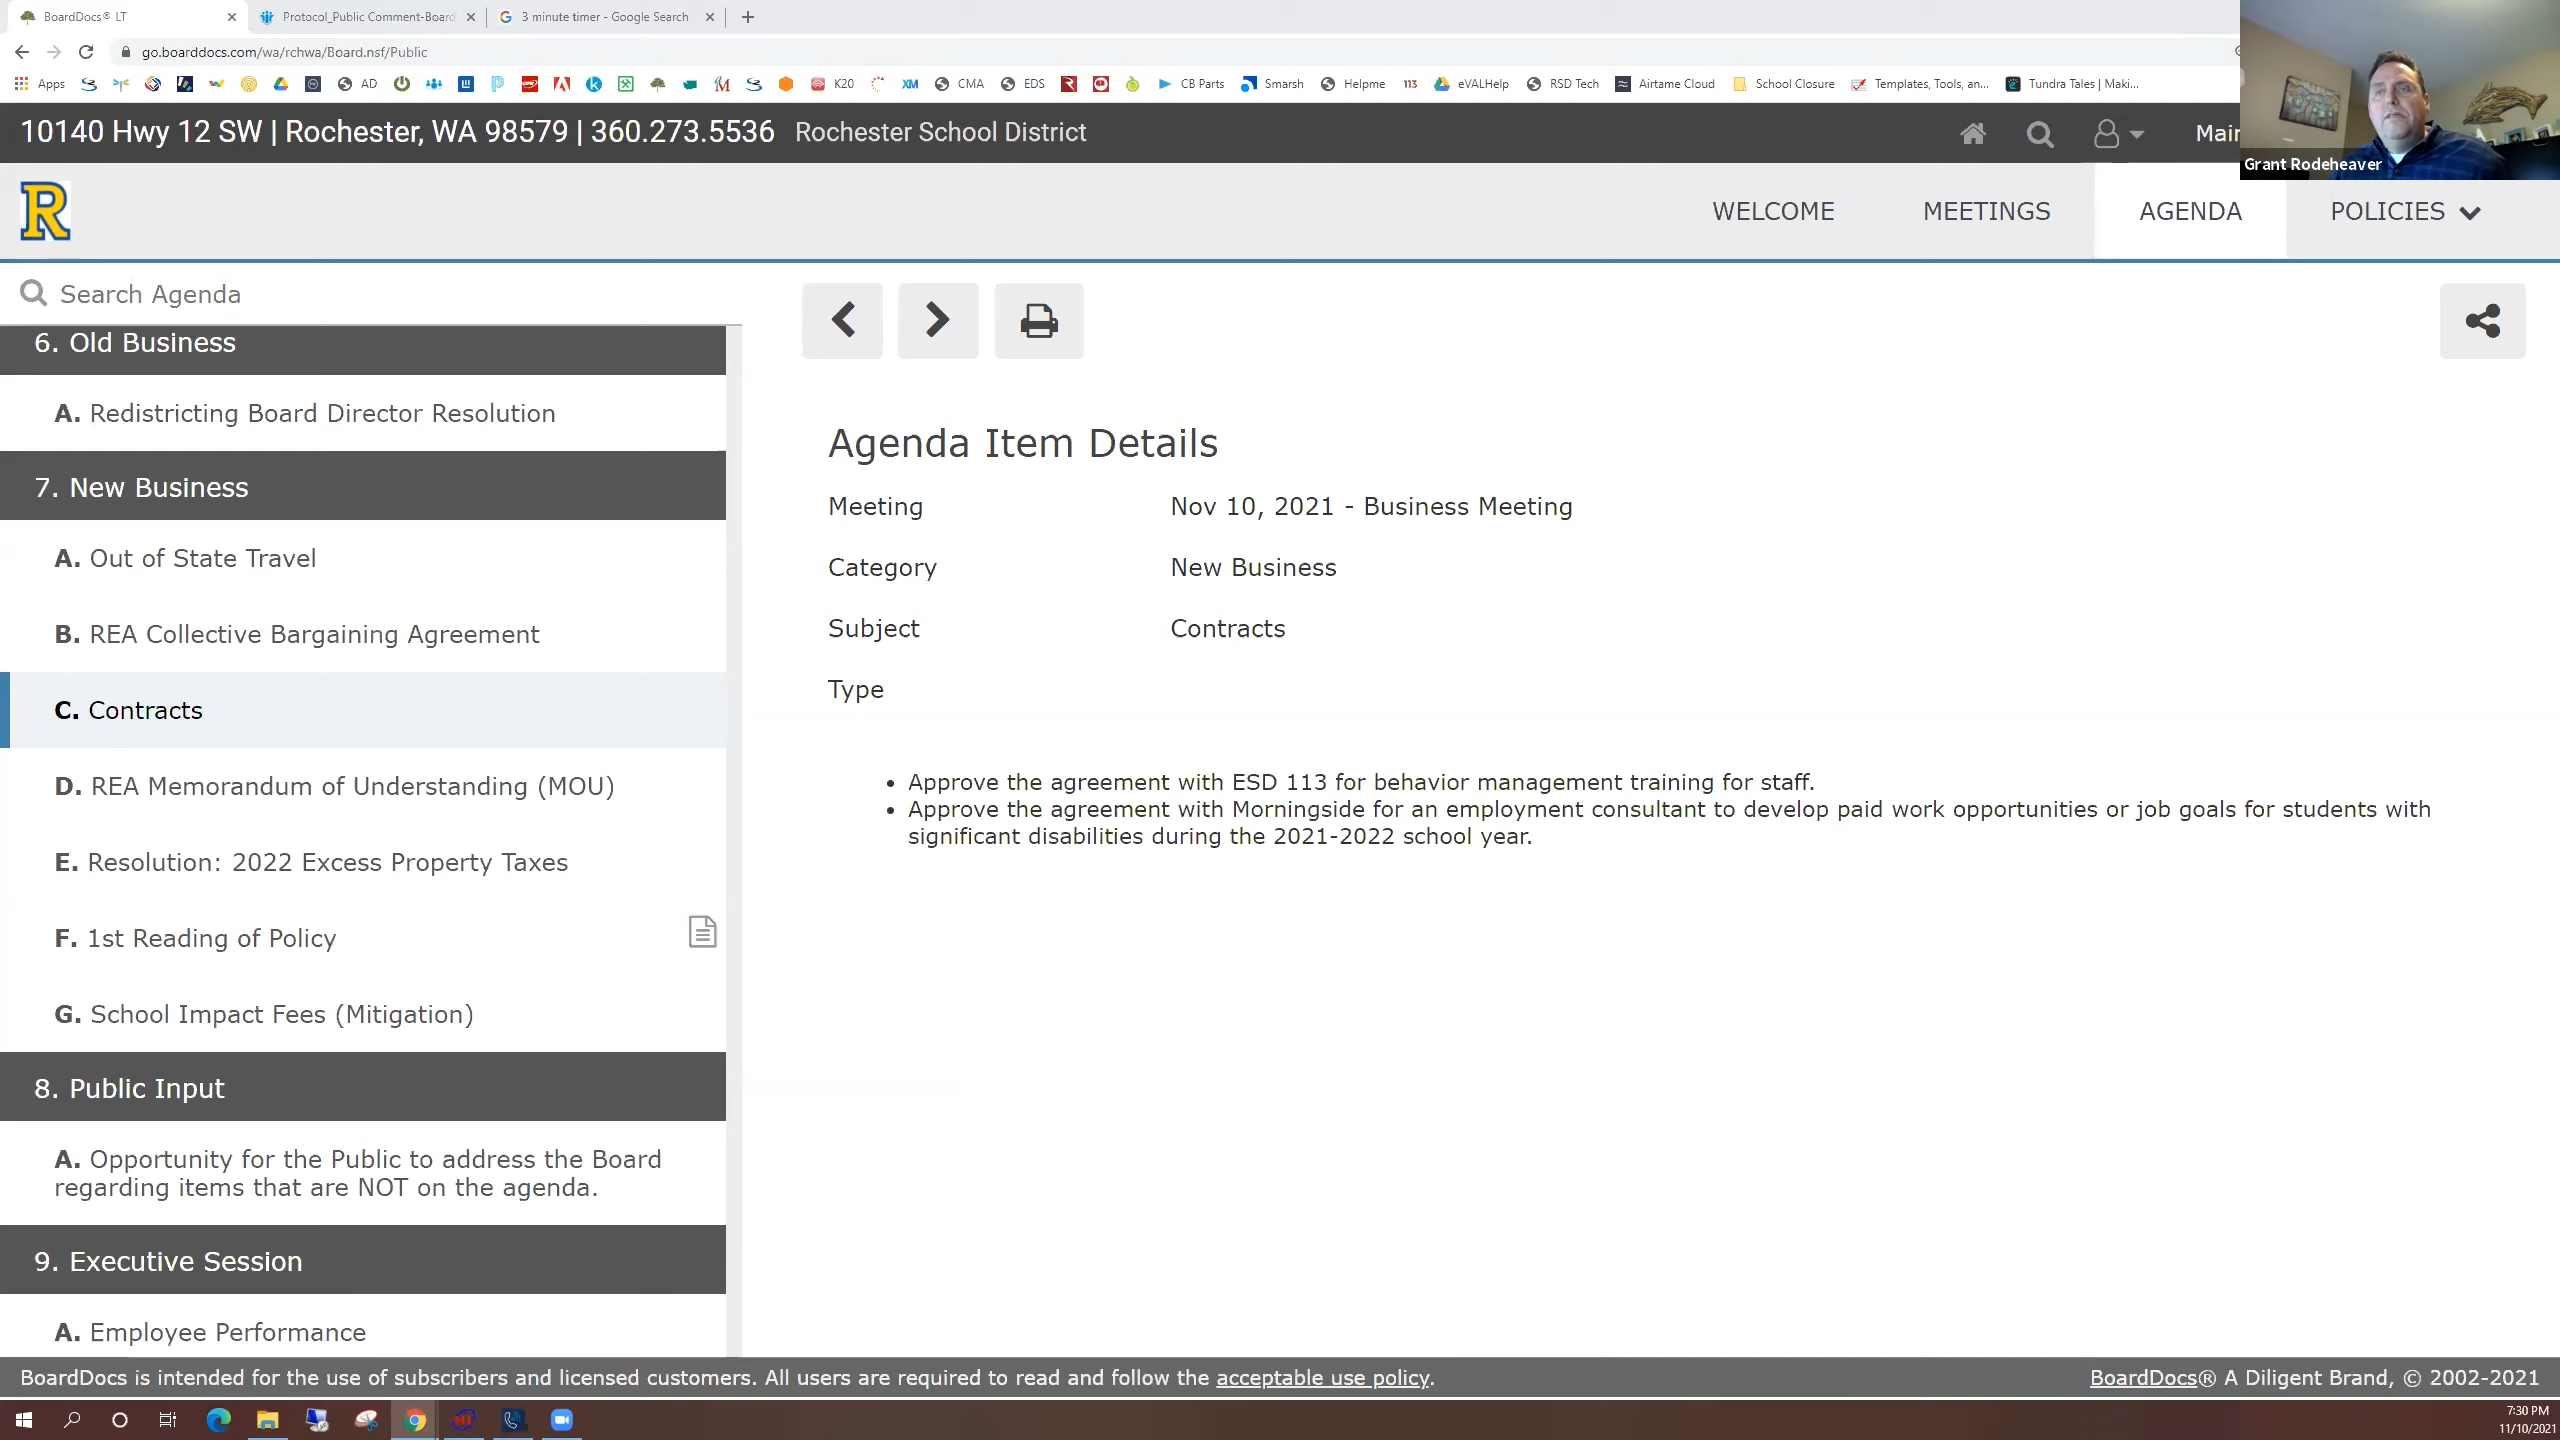 BoardDocs® LT
Protocol_Public Comment-Board
3 minute timer - Google Search
go.boarddocs.com/wa/rchwa/Board.nsf/Public
Apps AD K20 XM CMA EDS CB Parts Smarsh Helpme 113 eVALHelp RSD Tech Airtame Cloud School Closure Templates, Tools, an... Tundra Tales | Maki...
10140 Hwy 12 SW | Rochester, WA 98579 | 360.273.5536 Rochester School District
Grant Rodeheaver
R
WELCOME MEETINGS AGENDA POLICIES
Search Agenda
6. Old Business
A. Redistricting Board Director Resolution
7. New Business
A. Out of State Travel
B. REA Collective Bargaining Agreement
C. Contracts
D. REA Memorandum of Understanding (MOU)
E. Resolution: 2022 Excess Property Taxes
F. 1st Reading of Policy
G. School Impact Fees (Mitigation)
8. Public Input
A. Opportunity for the Public to address the Board
regarding items that are NOT on the agenda.
9. Executive Session
A. Employee Performance
Agenda Item Details
Meeting Nov 10, 2021 - Business Meeting
Category New Business
Subject Contracts
Type
• Approve the agreement with ESD 113 for behavior management training for staff.
• Approve the agreement with Morningside for an employment consultant to develop paid work opportunities or job goals for students with
significant disabilities during the 2021-2022 school year.
BoardDocs is intended for the use of subscribers and licensed customers. All users are required to read and follow the acceptable use policy.
BoardDocs® A Diligent Brand, © 2002-2021
7:30 PM
11/10/2021